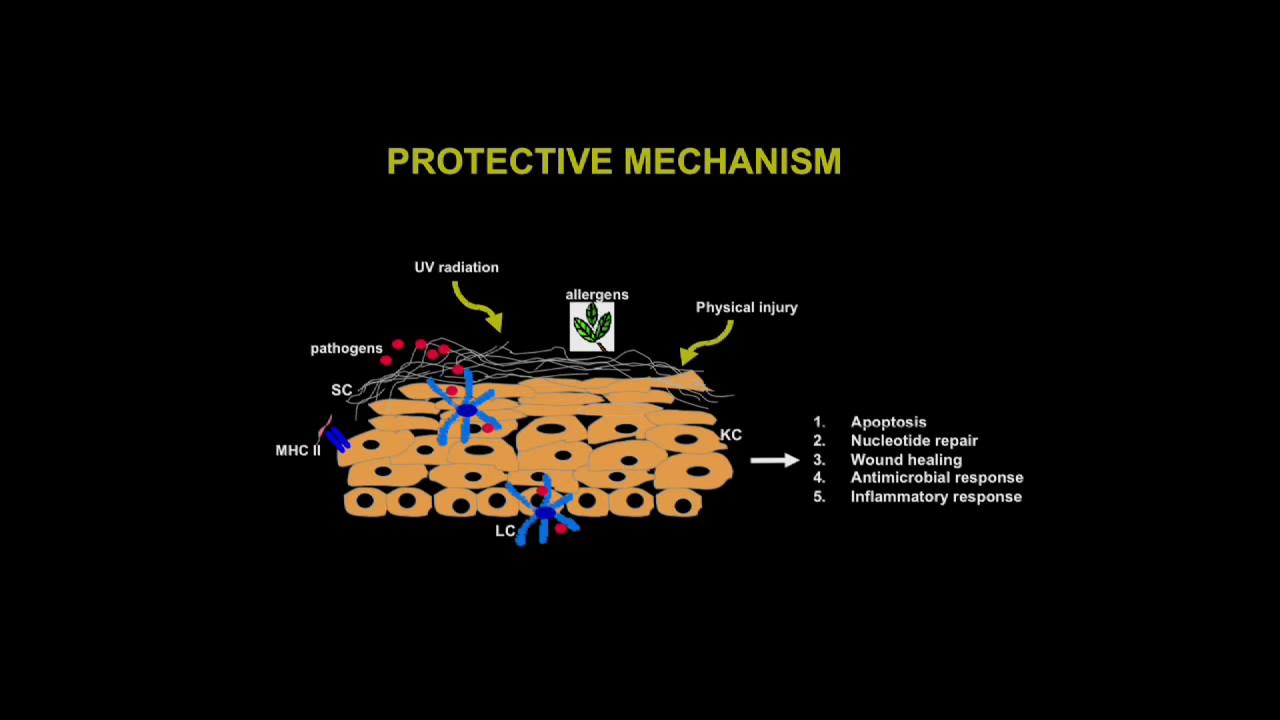 PROTECTIVE MECHANISM
UV radiation
allergens
Physical injury
pathogens
SC
MHC II
KC
LC
1. Apoptosis
2. Nucleotide repair
3. Wound healing
4. Antimicrobial response
5. Inflammatory response